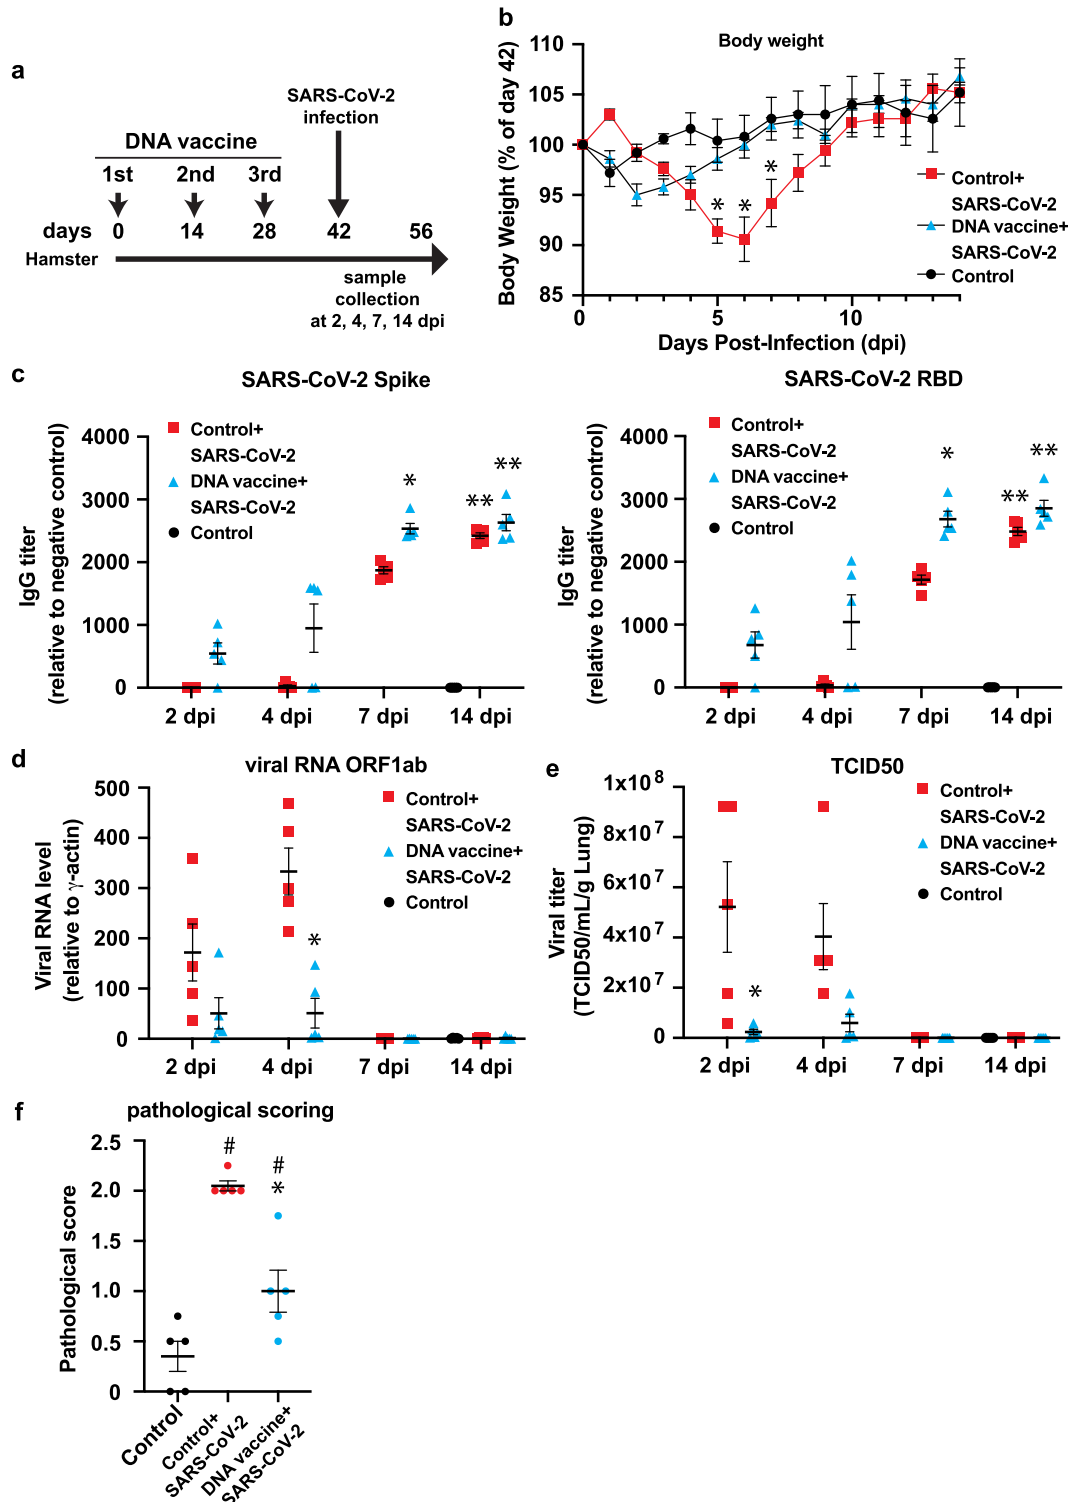 a
SARS-CoV-2
infection
DNA vaccine
1st 2nd 3rd
days 0 14 28 42 56
Hamster
sample
collection
at 2, 4, 7, 14 dpi
b
Body weight
Body Weight (% of day 42)
110
105
100
95
90
85
* * *
0 5 10
Days Post-Infection (dpi)
Control+
SARS-CoV-2
DNA vaccine+
SARS-CoV-2
Control
c
SARS-CoV-2 Spike
IgG titer
(relative to negative control)
4000
3000
2000
1000
0
Control+
SARS-CoV-2
DNA vaccine+
SARS-CoV-2
Control
* ** **
2 dpi 4 dpi 7 dpi 14 dpi
SARS-CoV-2 RBD
IgG titer
(relative to negative control)
4000
3000
2000
1000
0
Control+
SARS-CoV-2
DNA vaccine+
SARS-CoV-2
Control
* ** **
2 dpi 4 dpi 7 dpi 14 dpi
d
viral RNA ORF1ab
Viral RNA level
(relative to γ-actin)
500
400
300
200
100
0
Control+
SARS-CoV-2
DNA vaccine+
SARS-CoV-2
Control
*
2 dpi 4 dpi 7 dpi 14 dpi
e
TCID50
Viral titer
(TCID50/mL/g Lung)
1x10⁸
8x10⁷
6x10⁷
4x10⁷
2x10⁷
0
Control+
SARS-CoV-2
DNA vaccine+
SARS-CoV-2
Control
*
2 dpi 4 dpi 7 dpi 14 dpi
f
pathological scoring
Pathological score
2.5
2.0
1.5
1.0
0.5
0
# #
*
Control
Control+
SARS-CoV-2
DNA vaccine+
SARS-CoV-2